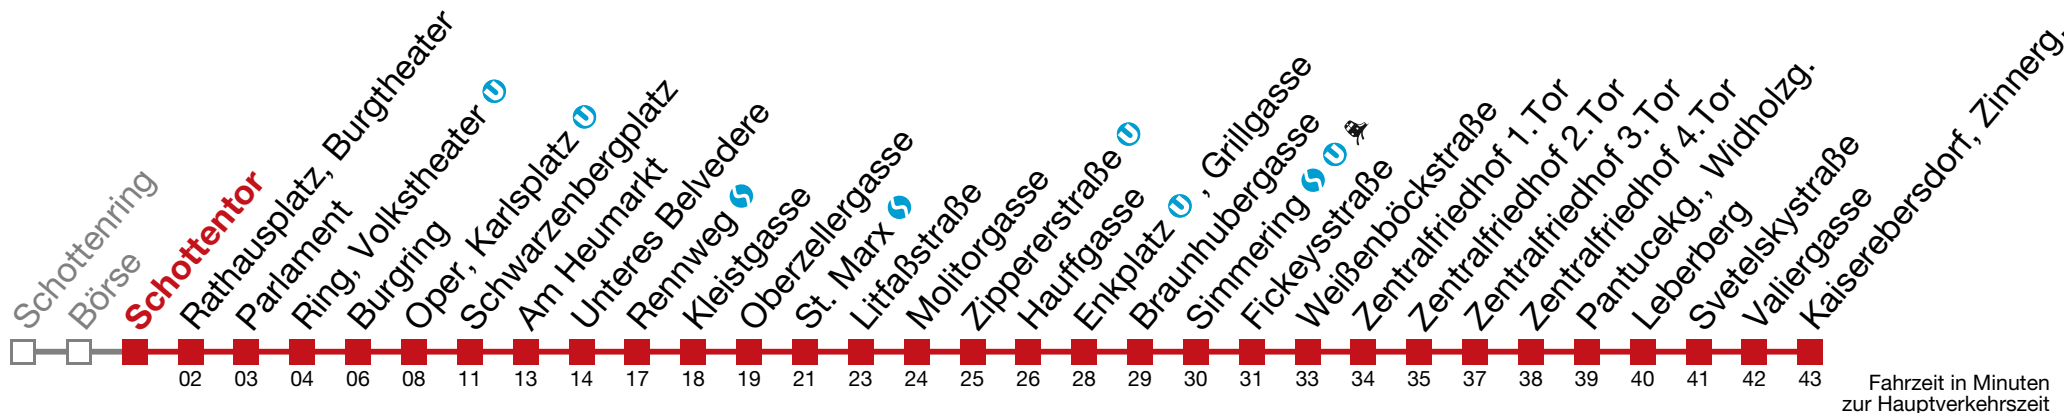 Schottenring
Börse
Schottentor
Rathausplatz, Burgtheater
Parlament
Ring, Volkstheater U
Burgring
Oper, Karlsplatz U
Schwarzenbergplatz
Am Heumarkt
Unteres Belvedere
Rennweg S
Kleistgasse
Oberzellergasse
St. Marx S
Litfaßstraße
Molitorgasse
Zippererstraße U
Hauffgasse
Enkplatz U , Grillgasse
Braunhubergasse
Simmering S U
Fickeysstraße
Weißenböckstraße
Zentralfriedhof 1.Tor
Zentralfriedhof 2.Tor
Zentralfriedhof 3.Tor
Zentralfriedhof 4.Tor
Pantucekg., Widholzg.
Leberberg
Svetelskystraße
Valiergasse
Kaiserebersdorf, Zinnerg.
02 03 04 06 08 11 13 14 17 18 19 21 23 24 25 26 28 29 30 31 33 34 35 37 38 39 40 41 42 43
Fahrzeit in Minuten
zur Hauptverkehrszeit